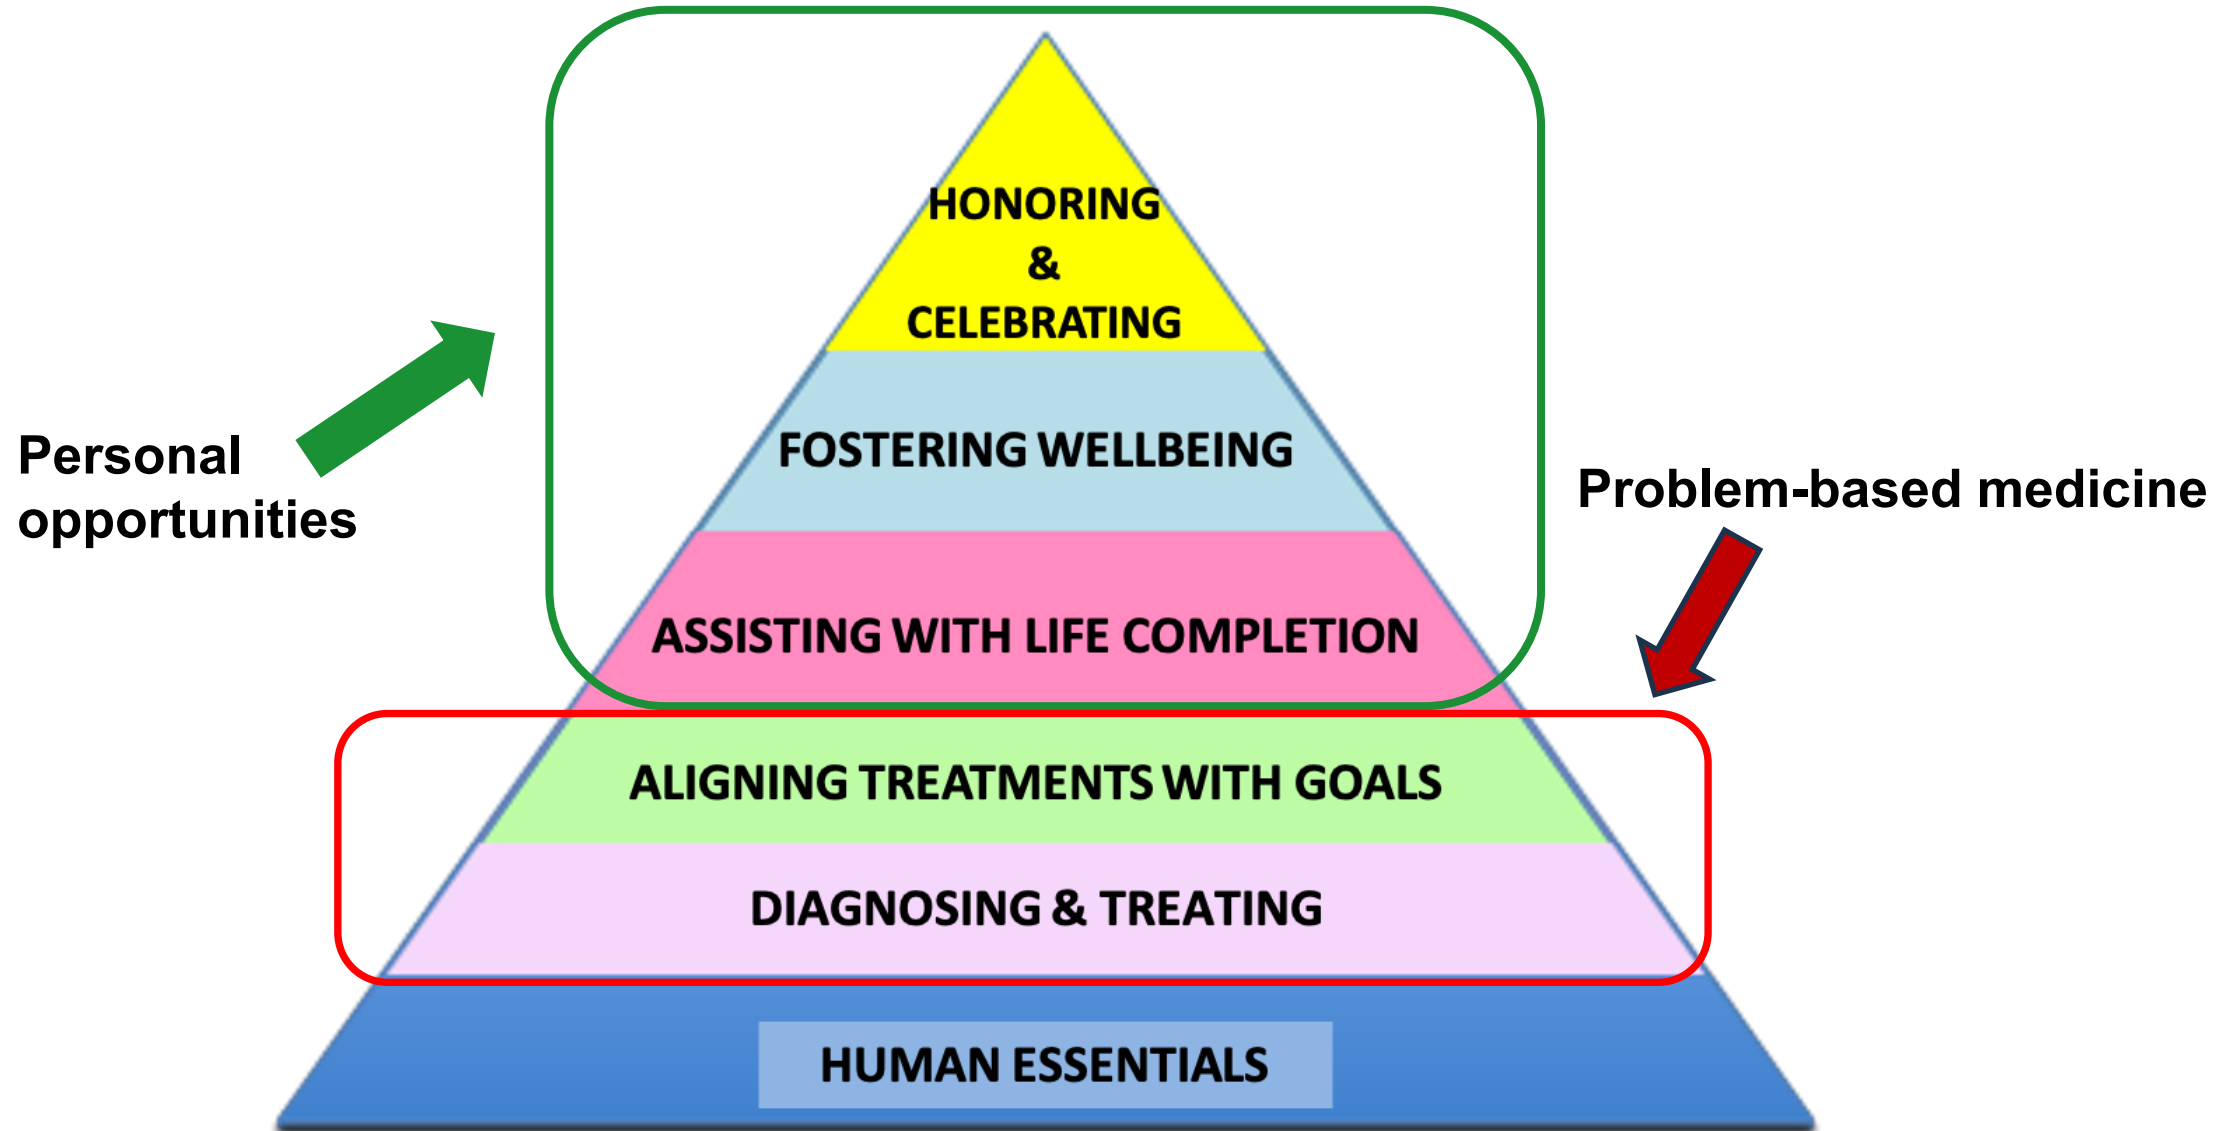 HONORING
&
CELEBRATING
FOSTERING WELLBEING
Personal
opportunities
Problem-based medicine
ASSISTING WITH LIFE COMPLETION
ALIGNING TREATMENTS WITH GOALS
DIAGNOSING & TREATING
HUMAN ESSENTIALS